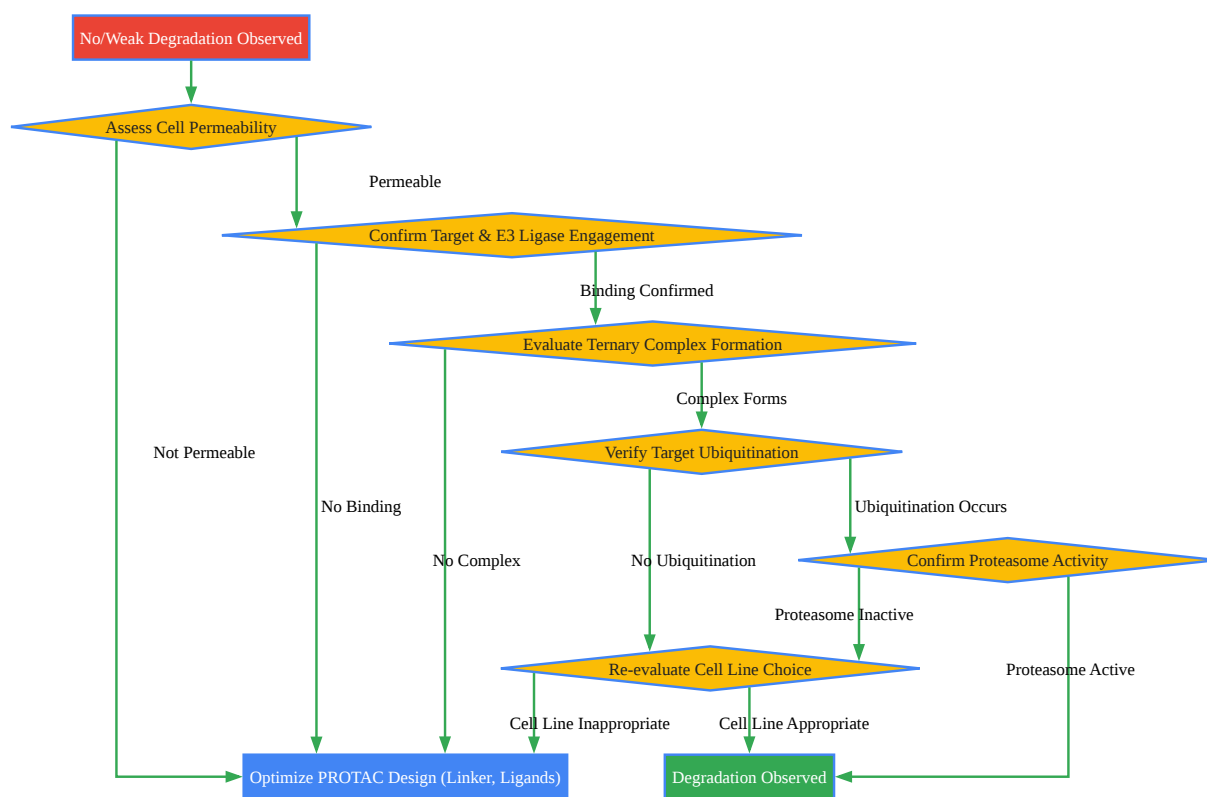 No/Weak Degradation Observed
Assess Cell Permeability
Permeable
Confirm Target & E3 Ligase Engagement
Binding Confirmed
Evaluate Ternary Complex Formation
Complex Forms
Not Permeable
Verify Target Ubiquitination
No Binding
Ubiquitination Occurs
No Complex
No Ubiquitination
Confirm Proteasome Activity
Proteasome Inactive
Re-evaluate Cell Line Choice
Proteasome Active
Cell Line Inappropriate
Cell Line Appropriate
Optimize PROTAC Design (Linker, Ligands)
Degradation Observed